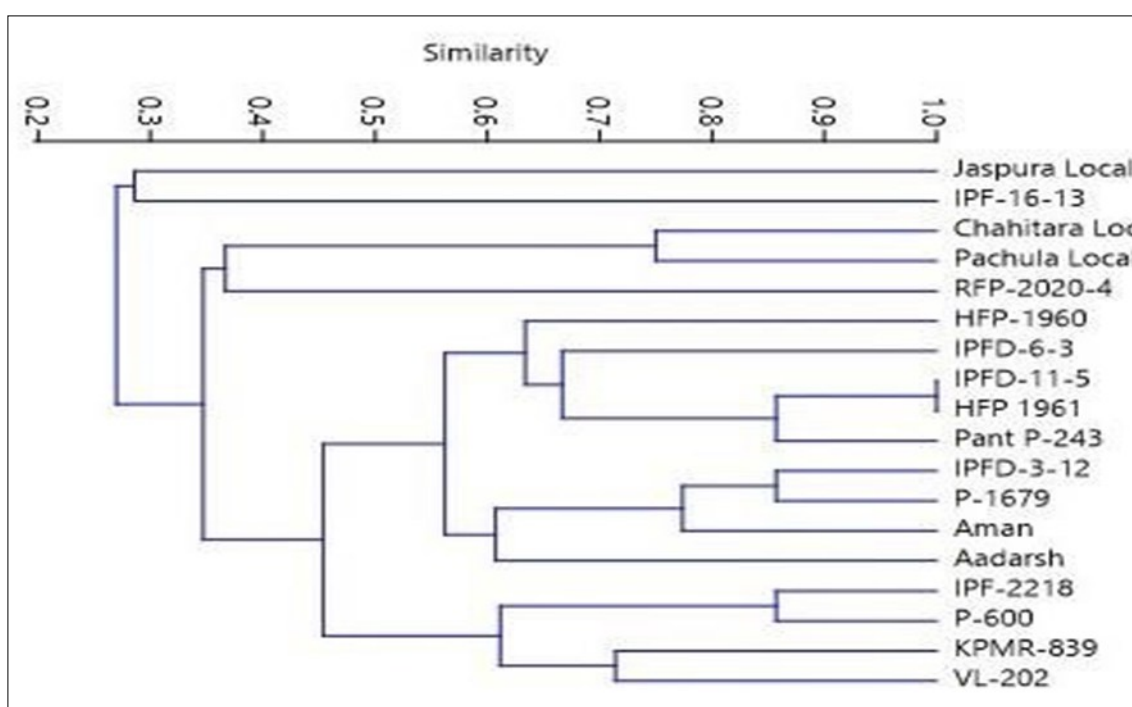 Similarity
0.2 0.3 0.4 0.5 0.6 0.7 0.8 0.9 1.0
Jaspura Local
IPF-16-13
Chahitara Loc
Pachula Local
RFP-2020-4
HFP-1960
IPFD-6-3
IPFD-11-5
HFP 1961
Pant P-243
IPFD-3-12
P-1679
Aman
Aadarsh
IPF-2218
P-600
KPMR-839
VL-202